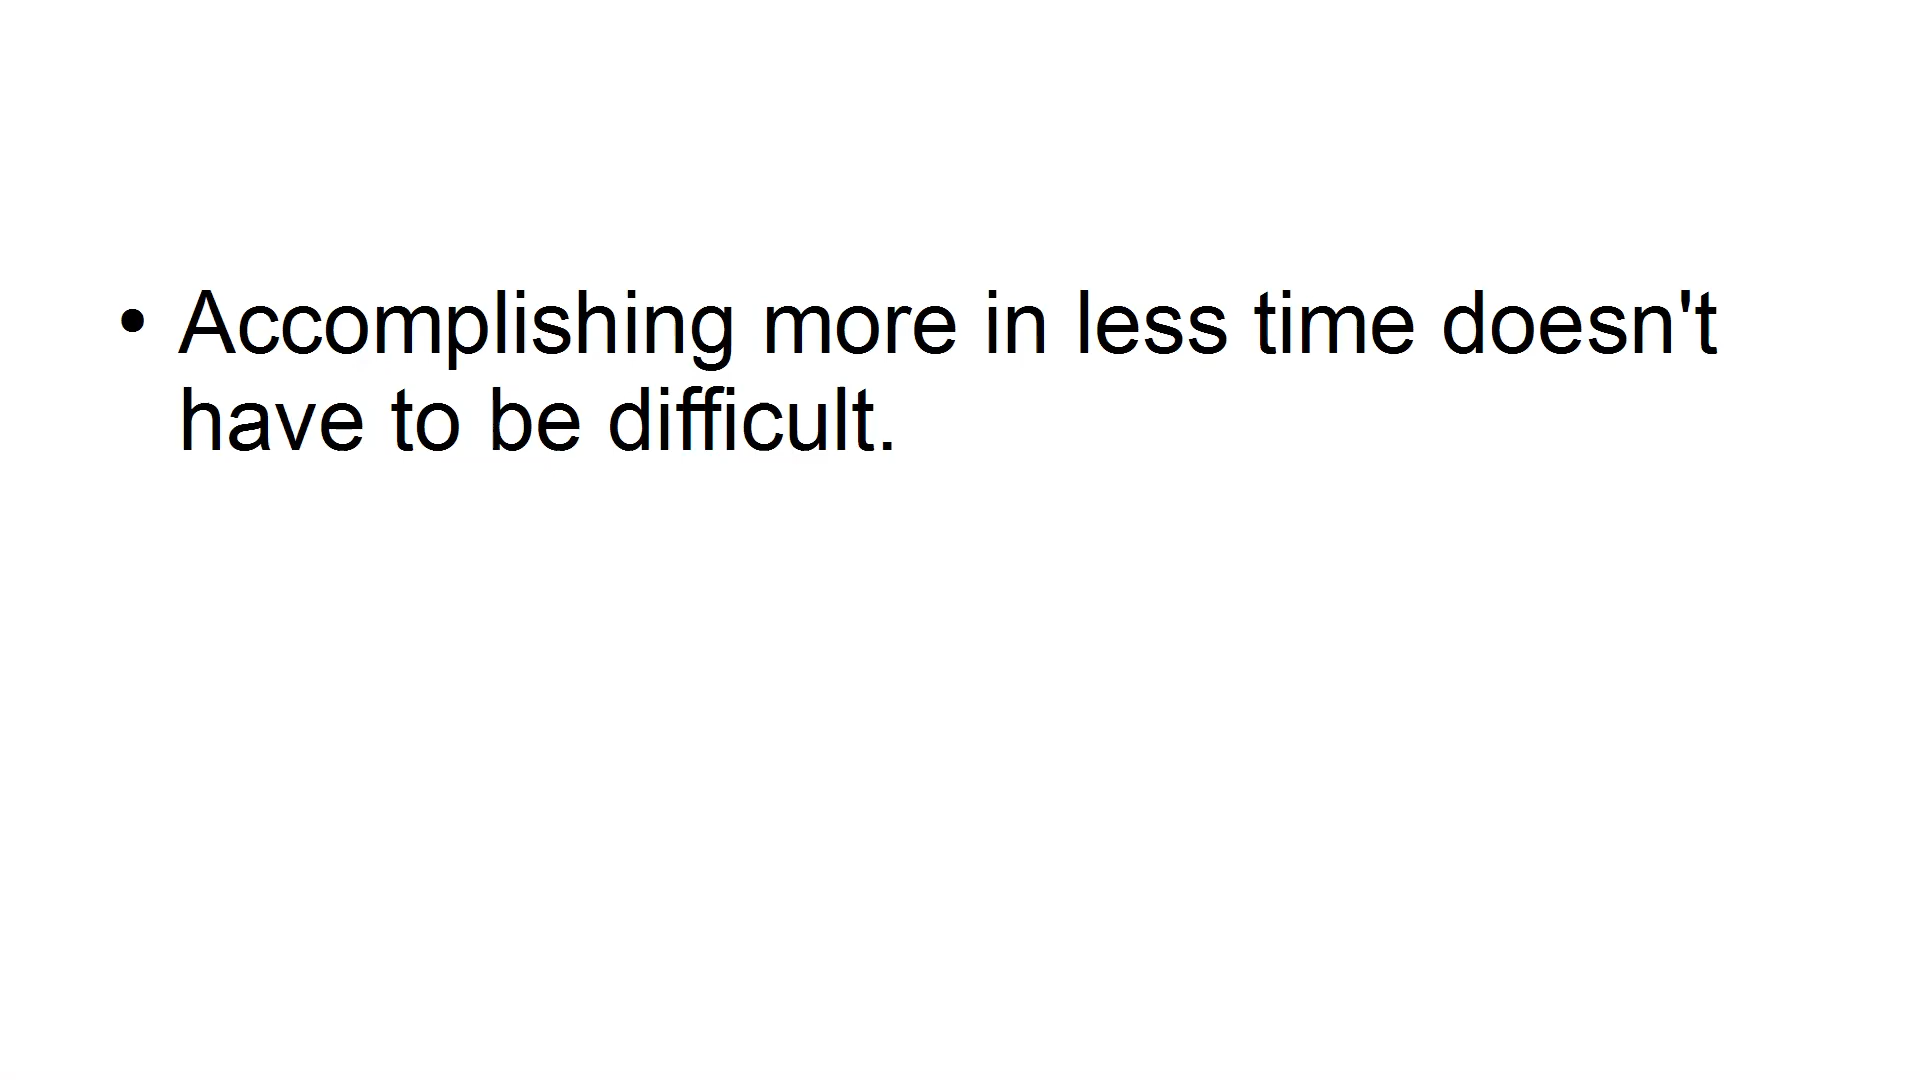 • Accomplishing more in less time doesn't
have to be difficult.